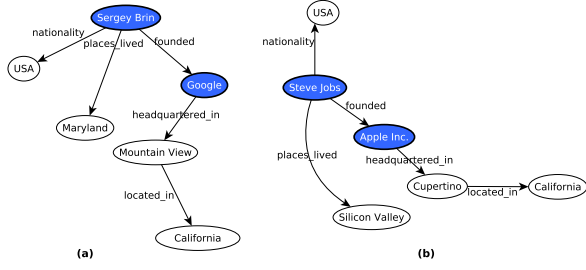 Sergey Brin
nationality
places_lived
founded
USA
Google
headquartered_in
Maryland
Mountain View
located_in
California
(a)
USA
nationality
Steve Jobs
founded
Apple Inc.
places_lived
headquartered_in
Cupertino
located_in
California
Silicon Valley
(b)